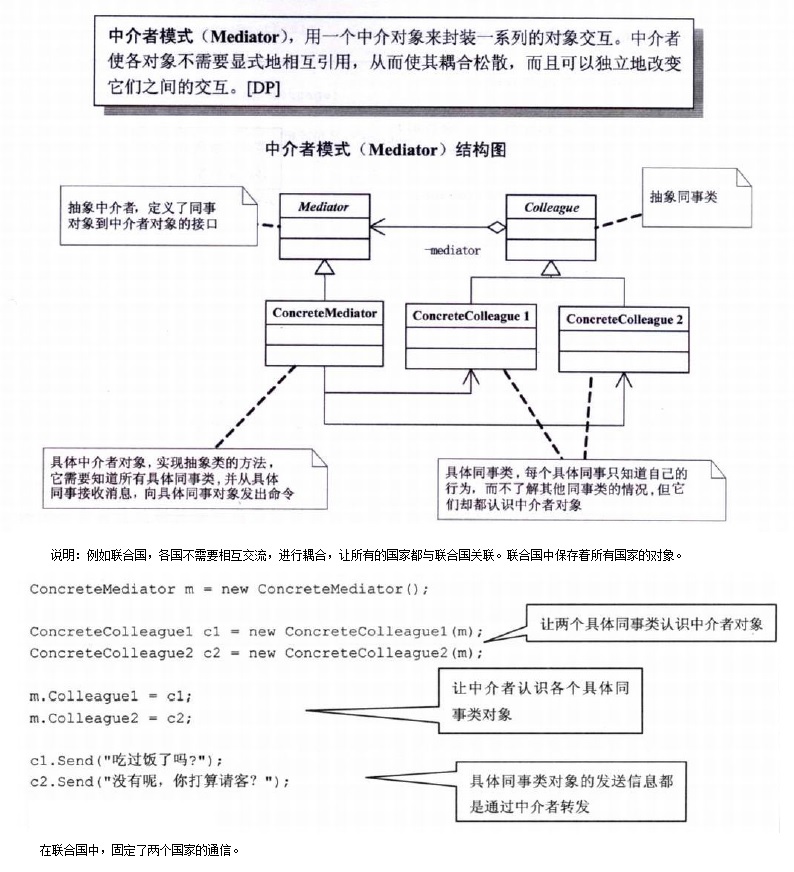 中介者模式（Mediator），用一个中介对象来封装一系列的对象交互。中介者
使各对象不需要显式地相互引用，从而使其耦合松散，而且可以独立地改变
它们之间的交互。[DP]
中介者模式（Mediator）结构图
抽象中介者，定义了同事
对象到中介者对象的接口
Mediator
Colleague
抽象同事类
-mediator
ConcreteMediator
ConcreteColleague 1
ConcreteColleague 2
具体中介者对象，实现抽象类的方法，
它需要知道所有具体同事类，并从具体
同事接收消息，向具体同事对象发出命令
具体同事类，每个具体同事只知道自己的
行为，而不了解其他同事类的情况，但它
们却都认识中介者对象
说明：例如联合国，各国不需要相互交流，进行耦合，让所有的国家都与联合国关联。联合国中保存着所有国家的对象。
ConcreteMediator m = new ConcreteMediator();
ConcreteColleague1 c1 = new ConcreteColleague1(m);
ConcreteColleague2 c2 = new ConcreteColleague2(m);
让两个具体同事类认识中介者对象
m.Colleague1 = c1;
m.Colleague2 = c2;
让中介者认识各个具体同
事类对象
c1.Send("吃过饭了吗?");
c2.Send("没有呢，你打算请客？");
具体同事类对象的发送信息都
是通过中介者转发
在联合国中，固定了两个国家的通信。